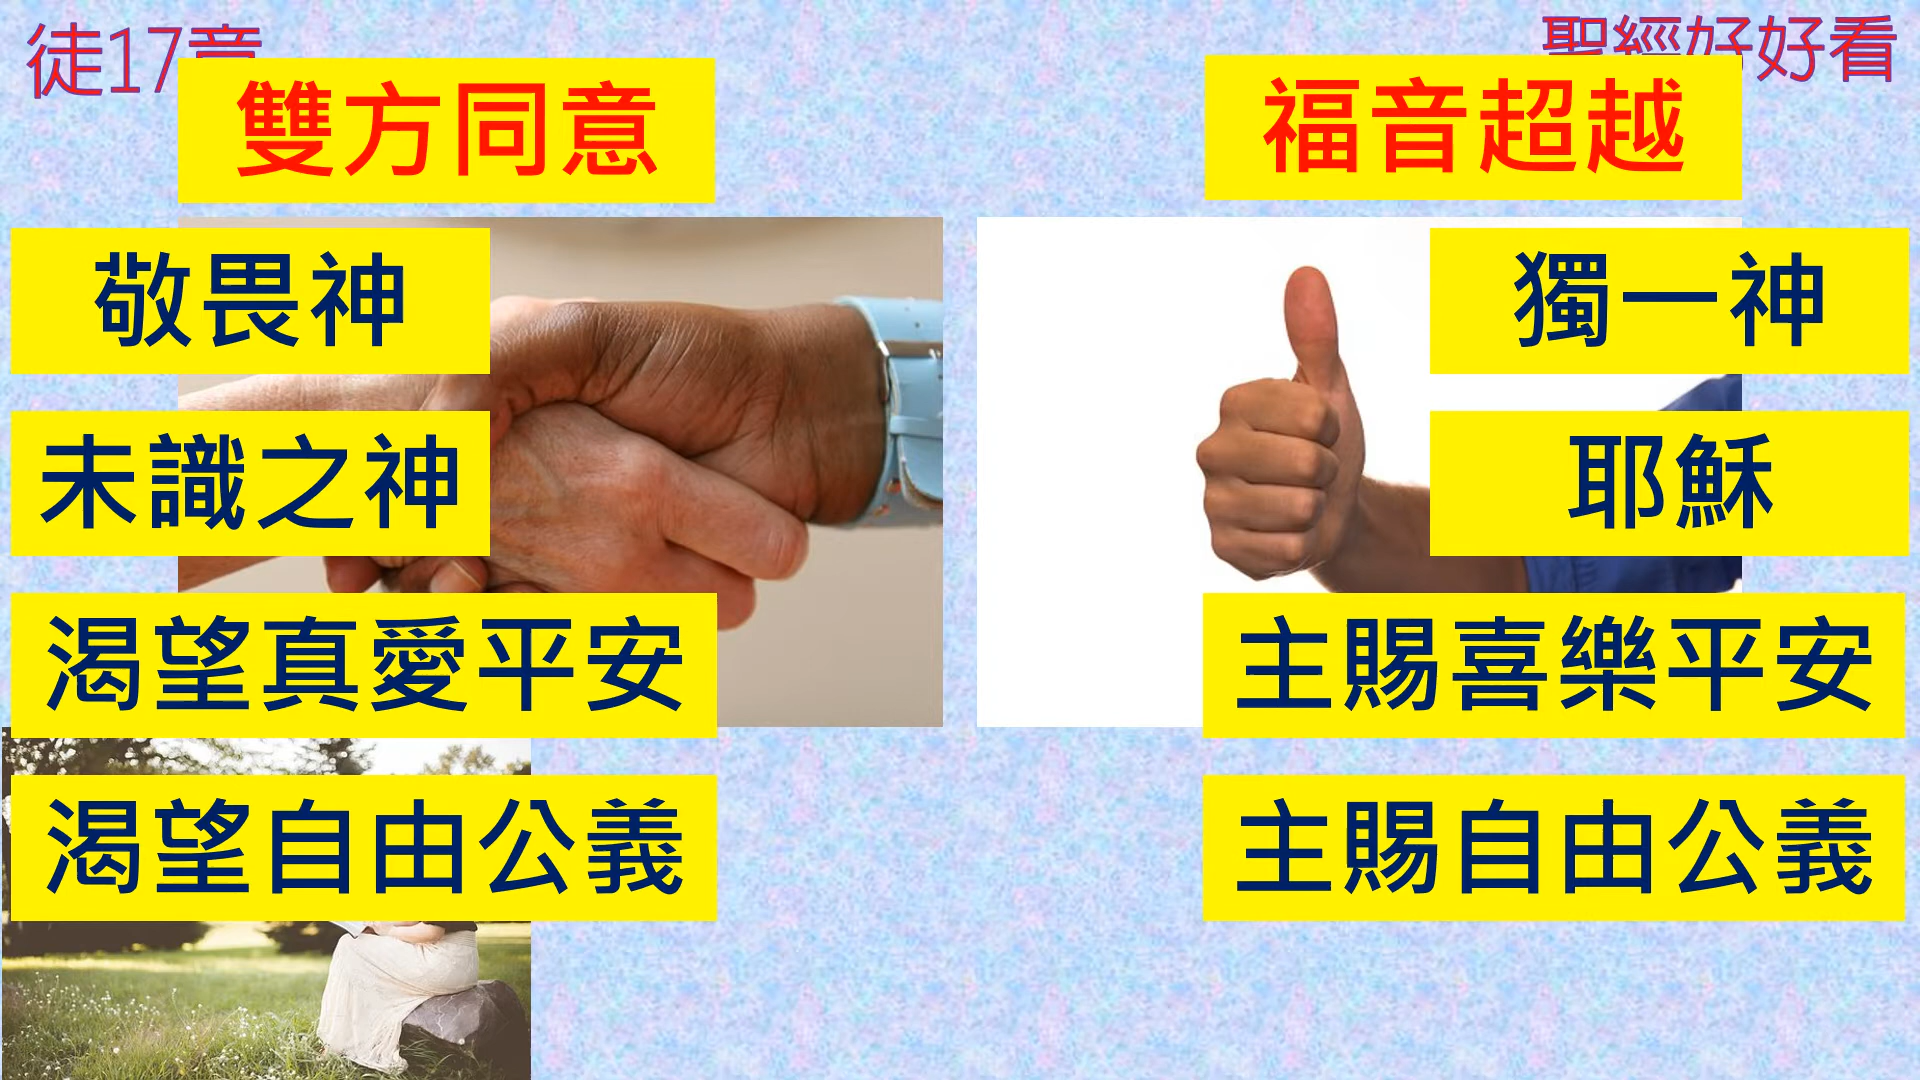 徒17章
聖經好好看
雙方同意
敬畏神
未識之神
渴望真愛平安
渴望自由公義
福音超越
獨一神
耶穌
主賜喜樂平安
主賜自由公義